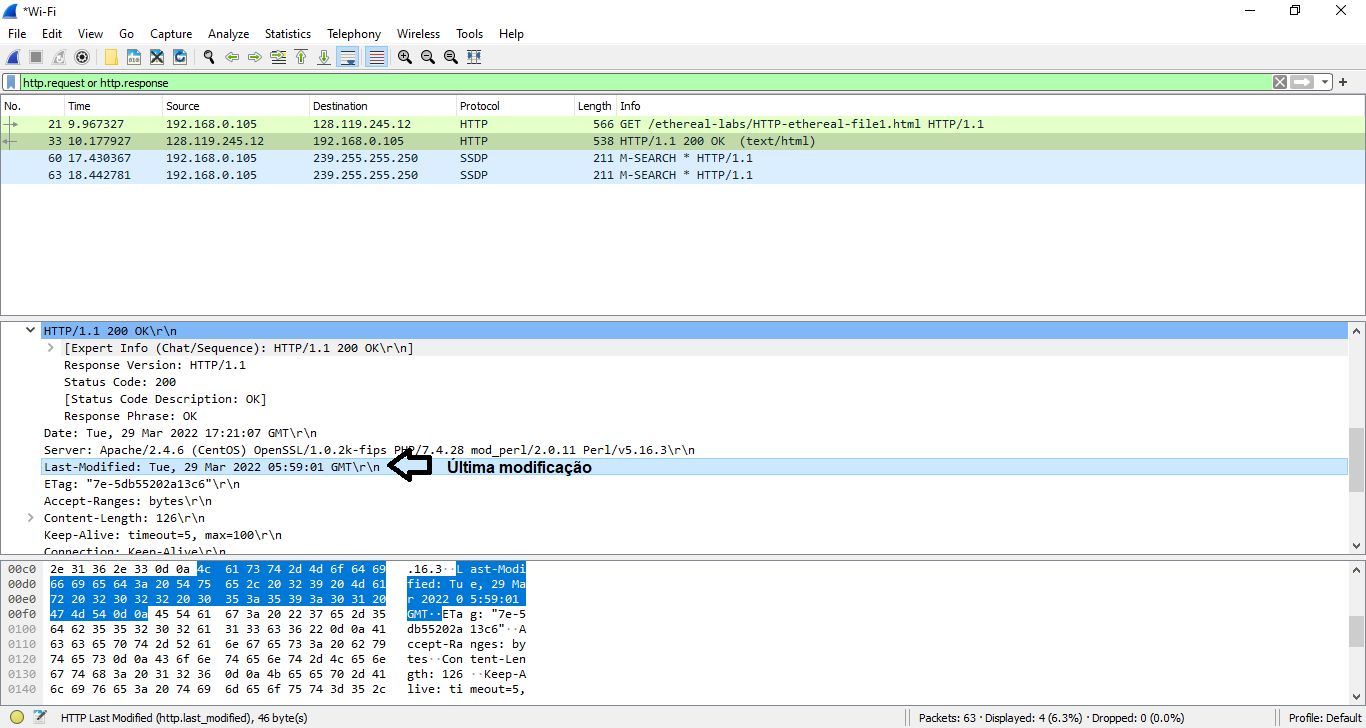 *Wi-Fi
File Edit View Go Capture Analyze Statistics Telephony Wireless Tools Help
http.request or http.response
No. Time Source Destination Protocol Length Info
21 9.967327 192.168.0.105 128.119.245.12 HTTP 566 GET /ethereal-labs/HTTP-ethereal-file1.html HTTP/1.1
33 10.177927 128.119.245.12 192.168.0.105 HTTP 538 HTTP/1.1 200 OK (text/html)
60 17.430367 192.168.0.105 239.255.255.250 SSDP 211 M-SEARCH * HTTP/1.1
63 18.442781 192.168.0.105 239.255.255.250 SSDP 211 M-SEARCH * HTTP/1.1
HTTP/1.1 200 OK\r\n
[Expert Info (Chat/Sequence): HTTP/1.1 200 OK\r\n]
Response Version: HTTP/1.1
Status Code: 200
[Status Code Description: OK]
Response Phrase: OK
Date: Tue, 29 Mar 2022 17:21:07 GMT\r\n
Server: Apache/2.4.6 (CentOS) OpenSSL/1.0.2k-fips PHP/7.4.28 mod_perl/2.0.11 Perl/v5.16.3\r\n
Last-Modified: Tue, 29 Mar 2022 05:59:01 GMT\r\n Última modificação
ETag: "7e-5db55202a13c6"\r\n
Accept-Ranges: bytes\r\n
Content-Length: 126\r\n
Keep-Alive: timeout=5, max=100\r\n
Connection: Keep-Alive\r\n
00c0 2e 31 36 2e 33 0d 0a 4c 61 73 74 2d 4d 6f 64 69 .16.3··L ast-Modi
00d0 66 69 65 64 3a 20 54 75 65 2c 20 32 39 20 4d 61 fied: Tu e, 29 Ma
00e0 72 20 32 30 32 32 20 30 35 3a 35 39 3a 30 31 20 r 2022 0 5:59:01
00f0 47 4d 54 0d 0a 45 54 61 67 3a 20 22 37 65 2d 35 GMT··ETa g: "7e-5
0100 64 62 35 35 32 30 32 61 31 33 63 36 22 0d 0a 41 db55202a 13c6"··A
0110 63 63 65 70 74 2d 52 61 6e 67 65 73 3a 20 62 79 ccept-Ra nges: by
0120 74 65 73 0d 0a 43 6f 6e 74 65 6e 74 2d 4c 65 6e tes··Con tent-Len
0130 67 74 68 3a 20 31 32 36 0d 0a 4b 65 65 70 2d 41 gth: 126 ··Keep-A
0140 6c 69 76 65 3a 20 74 69 6d 65 6f 75 74 3d 35 2c live: ti meout=5,
HTTP Last Modified (http.last_modified), 46 byte(s) Packets: 63 · Displayed: 4 (6.3%) · Dropped: 0 (0.0%) Profile: Default